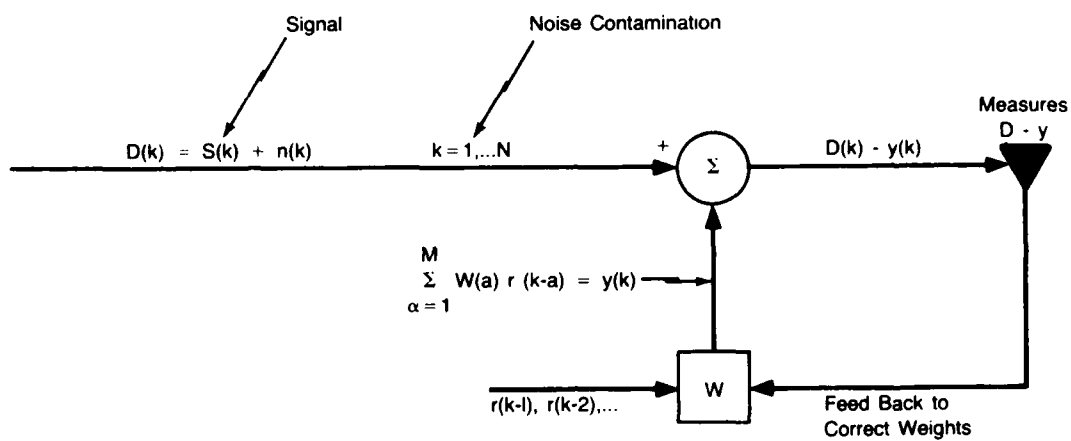 Signal
Noise Contamination
Measures
D - y
D(k) = S(k) + n(k)
k = 1,...N
+
Σ
D(k) - y(k)
M
Σ W(a) r (k-a) = y(k)
α = 1
W
r(k-l), r(k-2),...
Feed Back to
Correct Weights